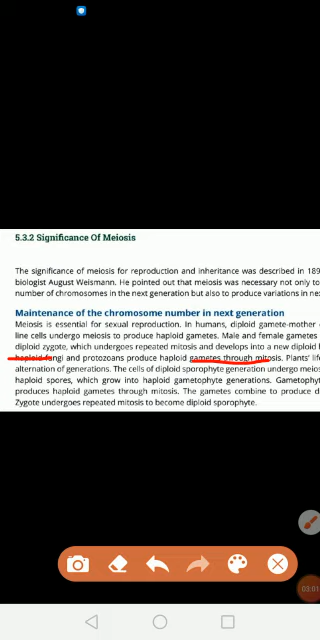 5.3.2 Significance Of Meiosis
The significance of meiosis for reproduction and inheritance was described in 189
biologist August Weismann. He pointed out that meiosis was necessary not only to
number of chromosomes in the next generation but also to produce variations in ne
Maintenance of the chromosome number in next generation
Meiosis is essential for sexual reproduction. In humans, diploid gamete-mother
line cells undergo meiosis to produce haploid gametes. Male and female gametes
diploid zygote, which undergoes repeated mitosis and develops into a new diploid
haploid fungi and protozoans produce haploid gametes through mitosis. Plants' lif
alternation of generations. The cells of diploid sporophyte generation undergo meios
haploid spores, which grow into haploid gametophyte generations. Gametophyt
produces haploid gametes through mitosis. The gametes combine to produce d
Zygote undergoes repeated mitosis to become diploid sporophyte.
03:01